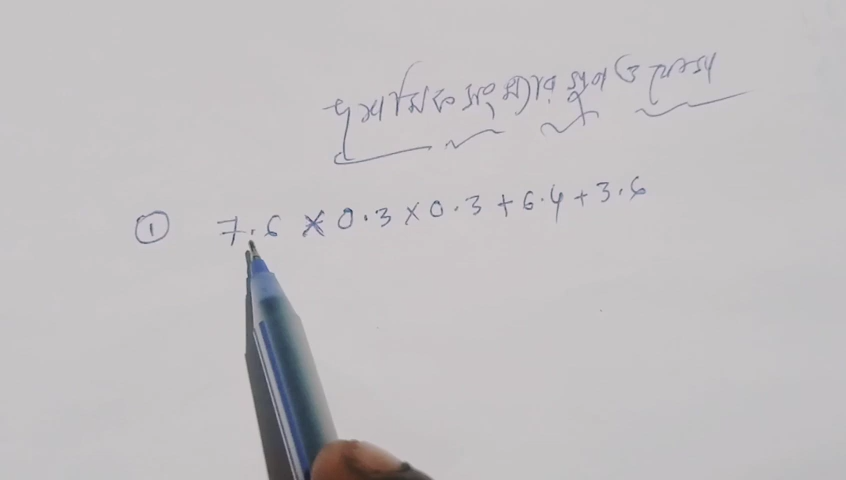 দশমিক সংখ্যার গুণ ও যোগ
① 7.6 × 0.3 × 0.3 + 6.4 + 3.6